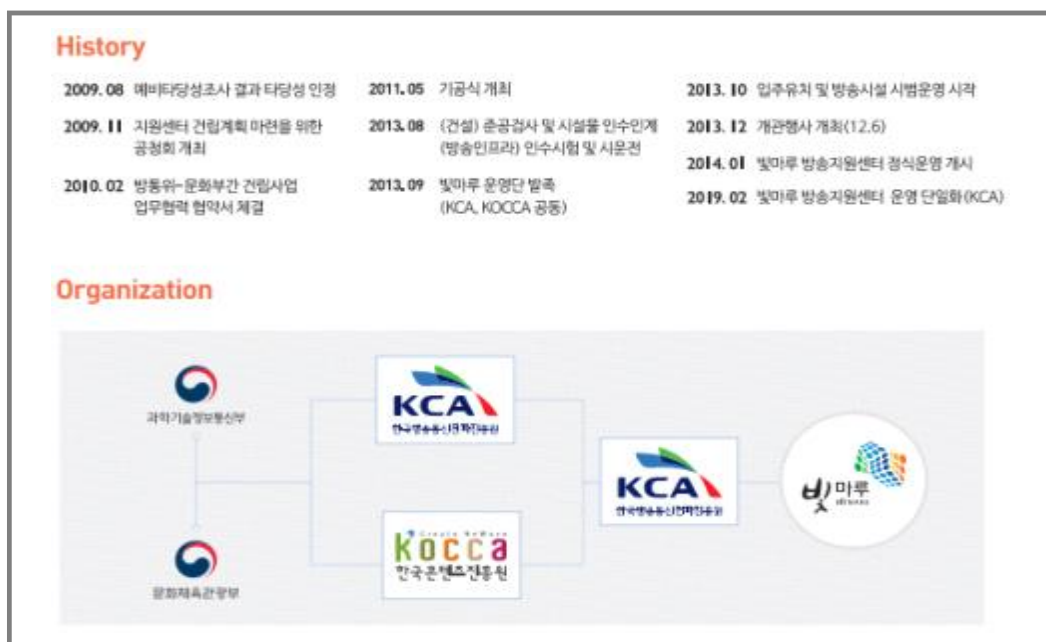 History
2009. 08 예비타당성조사 결과 타당성 인정
2009. 11 지원센터 건립계획 마련을 위한
공청회 개최
2010. 02 방통위-문화부간 건립사업
업무협력 협약서 체결
2011. 05 기공식 개최
2013. 08 (건설) 준공검사 및 시설물 인수인계
(방송인프라) 인수시험 및 시운전
2013. 09 빛마루 운영단 발족
(KCA, KOCCA 공동)
2013. 10 입주유치 및 방송시설 시범운영 시작
2013. 12 개관행사 개최(12.6)
2014. 01 빛마루 방송지원센터 정식운영 개시
2019. 02 빛마루 방송지원센터 운영 단일화(KCA)
Organization
과학기술정보통신부
문화체육관광부
KCA
한국방송통신전파진흥원
kocca
한국콘텐츠진흥원
KCA
한국방송통신전파진흥원
빛마루